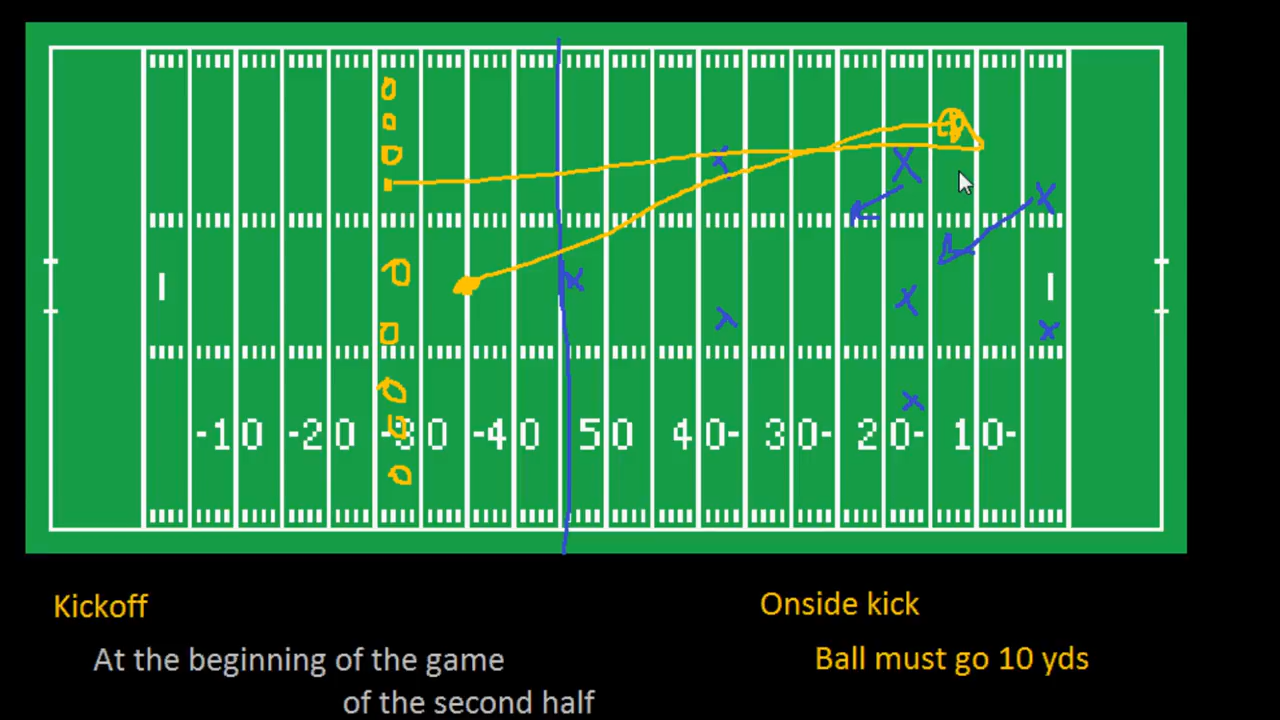 -10 -20 -30 -40 50 40- 30- 20- 10-
Kickoff
At the beginning of the game
of the second half
Onside kick
Ball must go 10 yds